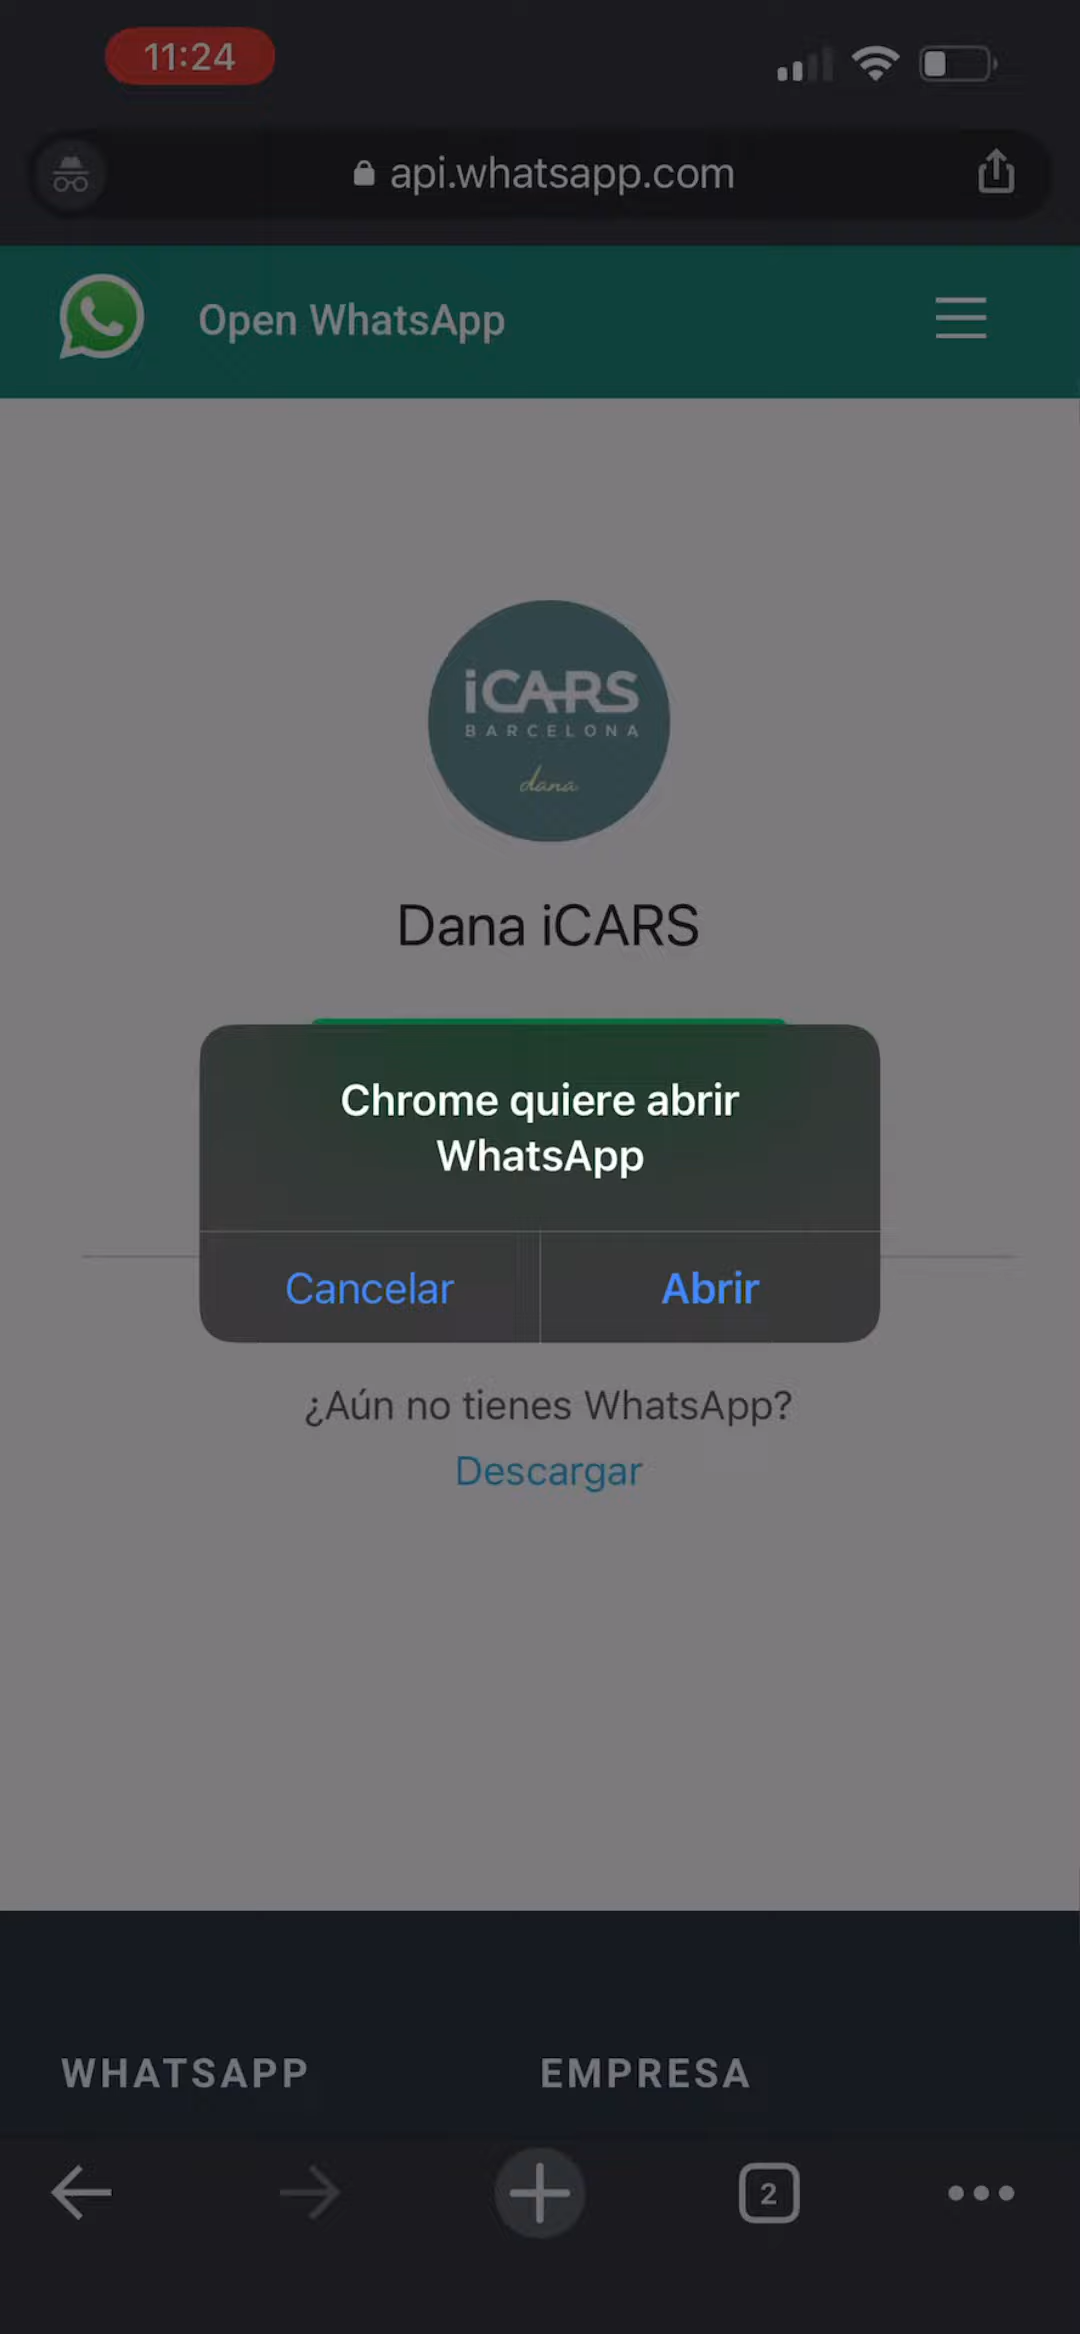 11:24
api.whatsapp.com
Open WhatsApp
iCARS
BARCELONA
dana
Dana iCARS
Chrome quiere abrir
WhatsApp
Cancelar
Abrir
¿Aún no tienes WhatsApp?
Descargar
WHATSAPP
EMPRESA
2